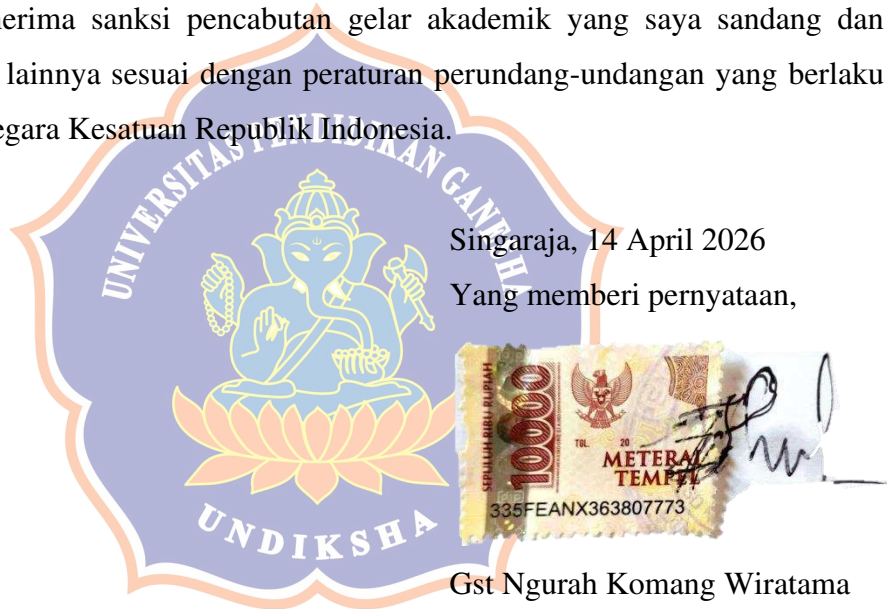 nerima sanksi pencabutan gelar akademik yang saya sandang dan
lainnya sesuai dengan peraturan perundang-undangan yang berlaku
egara Kesatuan Republik Indonesia.
UNIVERSITAS PENDIDIKAN GANESHA
Singaraja, 14 April 2026
Yang memberi pernyataan,
SEPULUH RIBU RUPIAH
10000
TGL. 20
METERAI
TEMPEL
335FEANX363807773
UNDIKSHA
Gst Ngurah Komang Wiratama